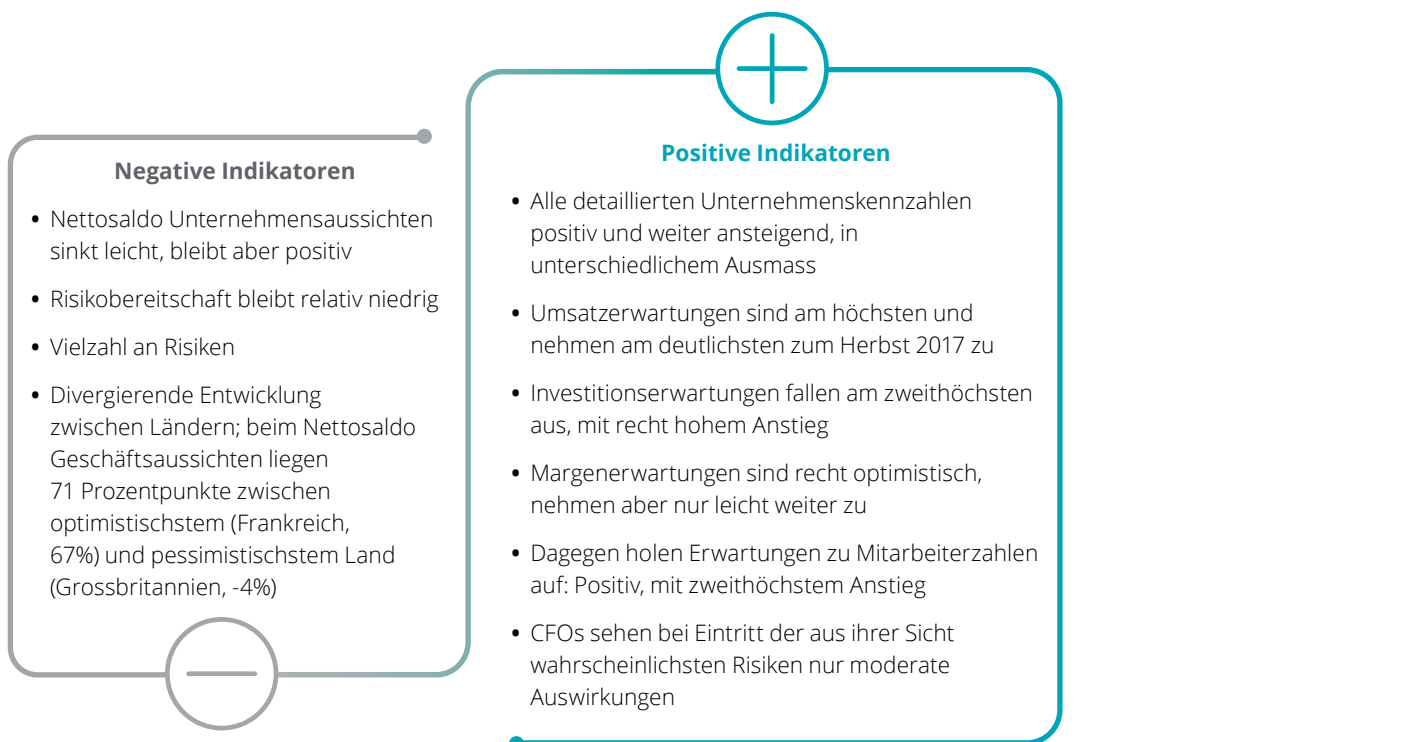 Negative Indikatoren
• Nettosaldo Unternehmensaussichten
sinkt leicht, bleibt aber positiv
• Risikobereitschaft bleibt relativ niedrig
• Vielzahl an Risiken
• Divergierende Entwicklung
zwischen Ländern; beim Nettosaldo
Geschäftsaussichten liegen
71 Prozentpunkte zwischen
optimistischstem (Frankreich,
67%) und pessimistischstem Land
(Grossbritannien, -4%)
Positive Indikatoren
• Alle detaillierten Unternehmenskennzahlen
positiv und weiter ansteigend, in
unterschiedlichem Ausmass
• Umsatzerwartungen sind am höchsten und
nehmen am deutlichsten zum Herbst 2017 zu
• Investitionserwartungen fallen am zweithöchsten
aus, mit recht hohem Anstieg
• Margenerwartungen sind recht optimistisch,
nehmen aber nur leicht weiter zu
• Dagegen holen Erwartungen zu Mitarbeiterzahlen
auf: Positiv, mit zweithöchstem Anstieg
• CFOs sehen bei Eintritt der aus ihrer Sicht
wahrscheinlichsten Risiken nur moderate
Auswirkungen